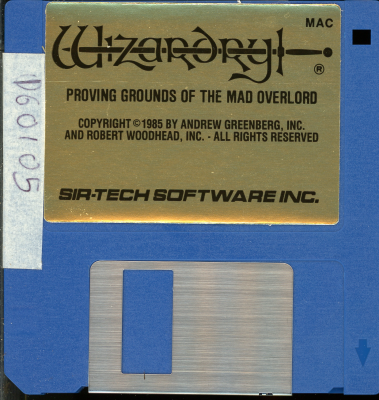 MAC
Wizardry
®
PROVING GROUNDS OF THE MAD OVERLORD
COPYRIGHT © 1985 BY ANDREW GREENBERG, INC.
AND ROBERT WOODHEAD, INC. - ALL RIGHTS RESERVED
SIR-TECH SOFTWARE INC.
D60105